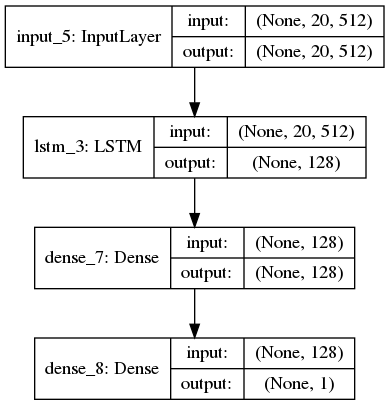 input_5: InputLayer
input: (None, 20, 512)
output: (None, 20, 512)
lstm_3: LSTM
input: (None, 20, 512)
output: (None, 128)
dense_7: Dense
input: (None, 128)
output: (None, 128)
dense_8: Dense
input: (None, 128)
output: (None, 1)